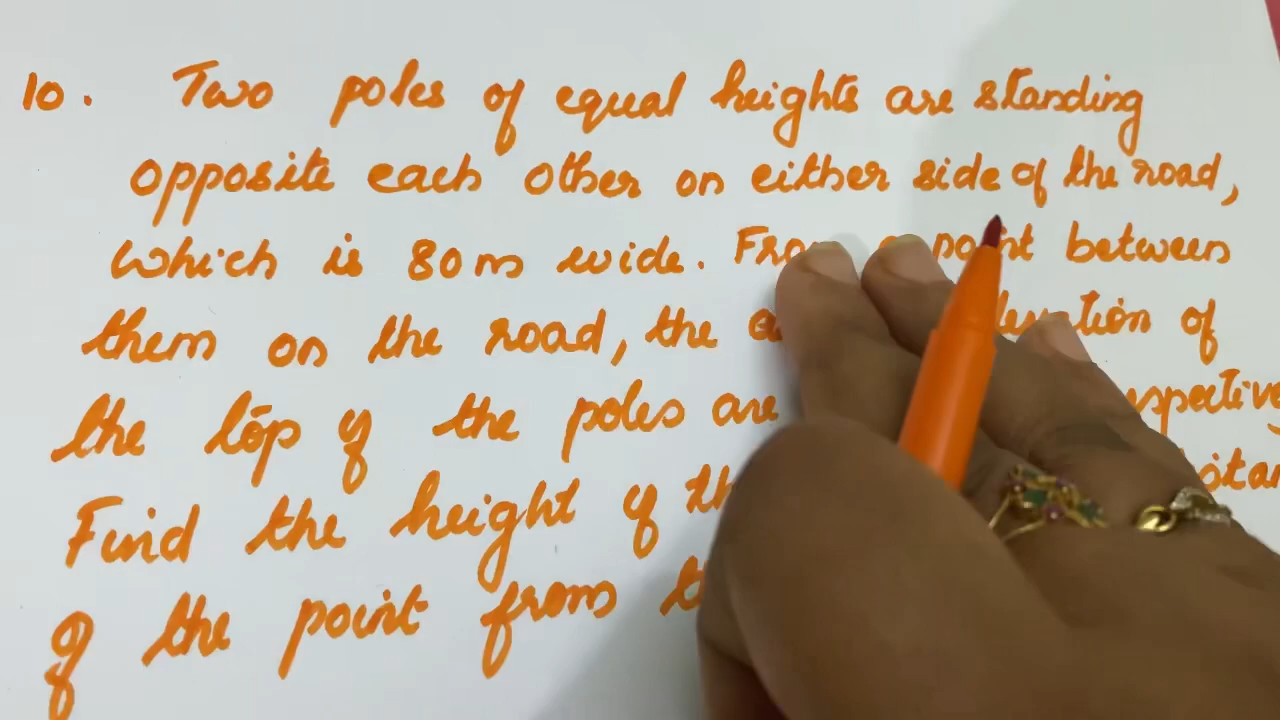 10. Two poles of equal heights are standing
opposite each other on either side of the road,
which is 80m wide. point between
them on the road, the of
the top of the poles are
Find the height of
of the point from